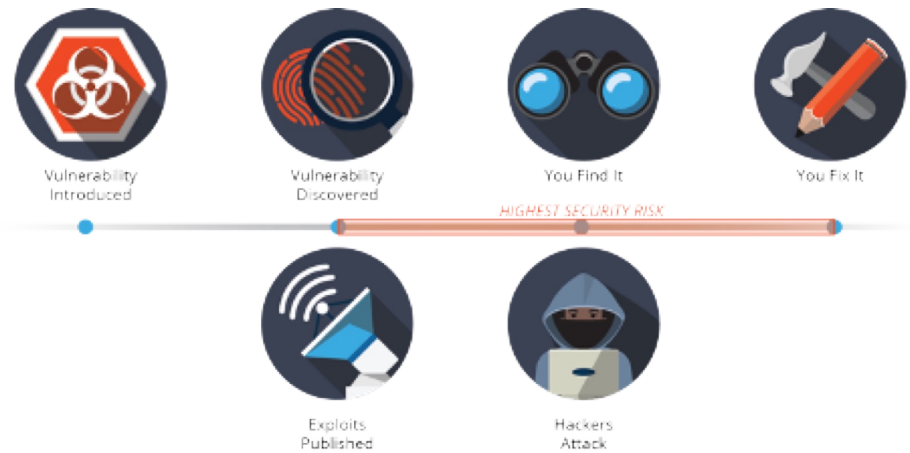 Vulnerability
Introduced
Vulnerability
Discovered
You Find It
You Fix It
HIGHEST SECURITY RISK
Exploits
Published
Hackers
Attack